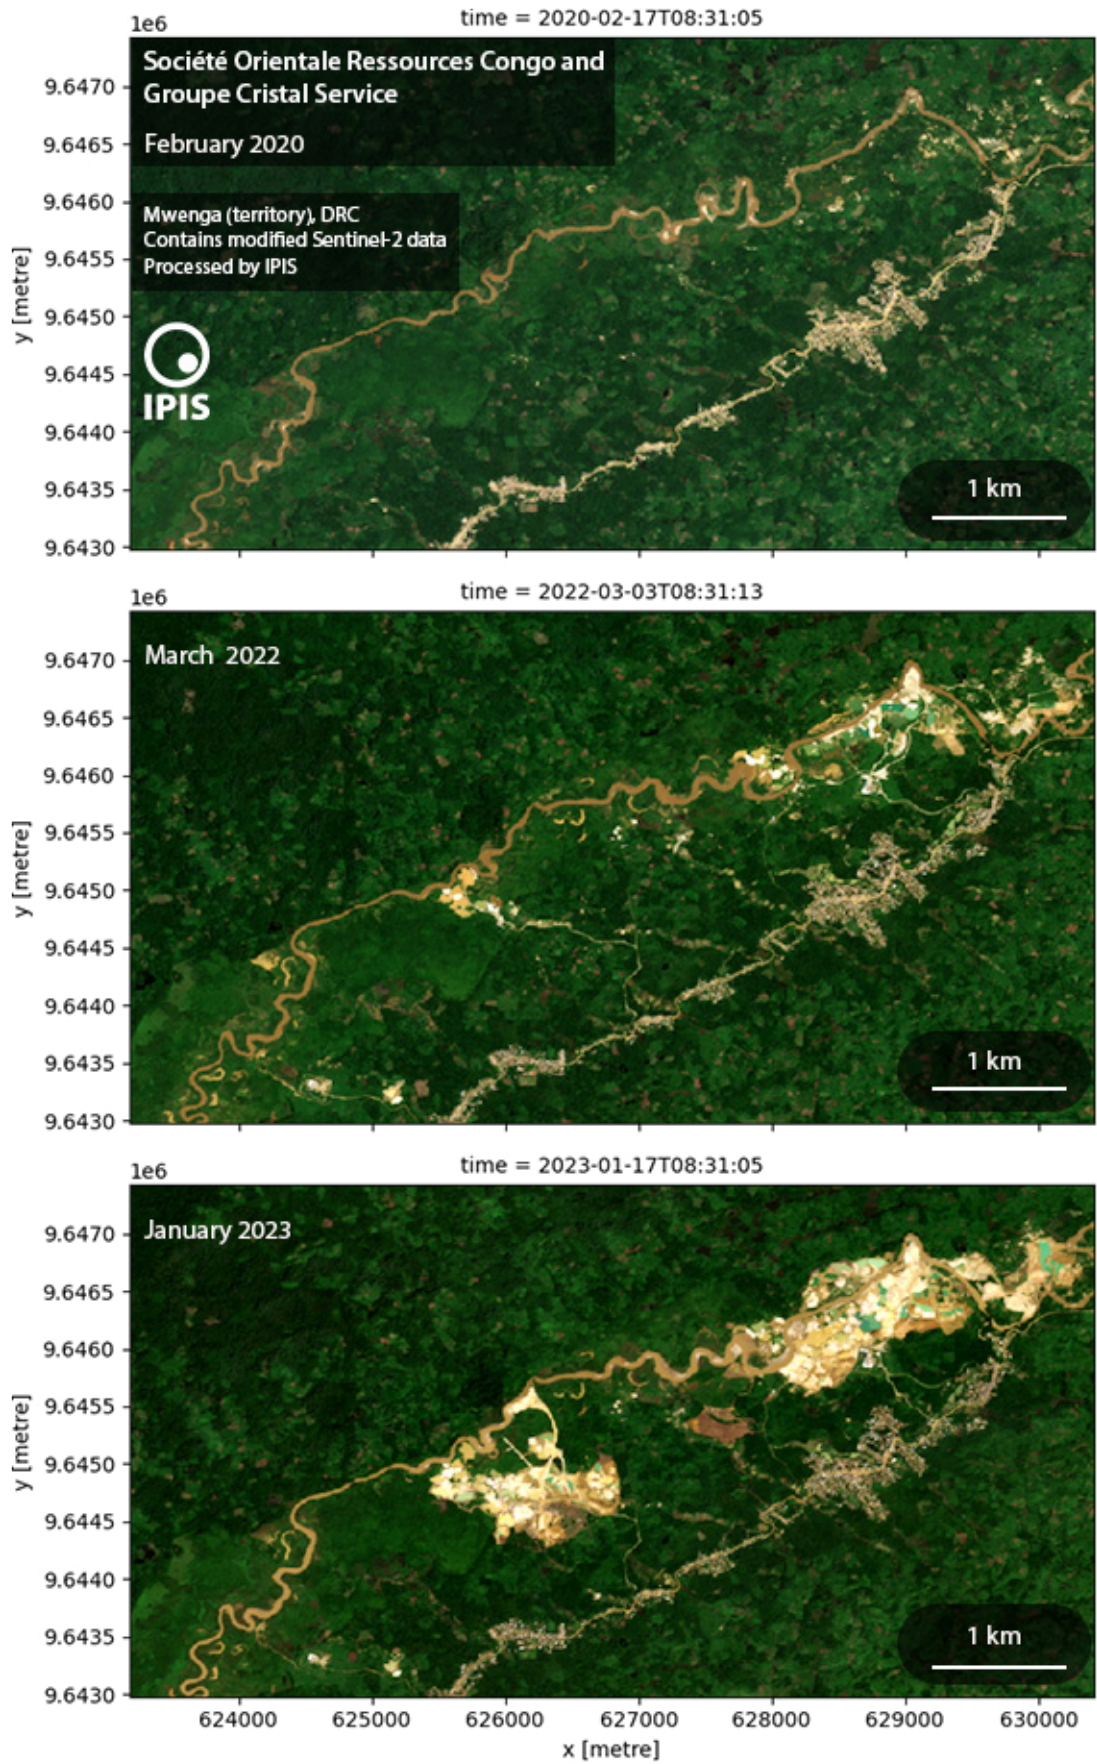 1e6
time = 2020-02-17T08:31:05
Société Orientale Ressources Congo and
Groupe Cristal Service
February 2020
Mwenga (territory), DRC
Contains modified Sentinel-2 data
Processed by IPIS
IPIS
y [metre]
9.6470
9.6465
9.6460
9.6455
9.6450
9.6445
9.6440
9.6435
9.6430
1 km
1e6
time = 2022-03-03T08:31:13
March 2022
y [metre]
9.6470
9.6465
9.6460
9.6455
9.6450
9.6445
9.6440
9.6435
9.6430
1 km
1e6
time = 2023-01-17T08:31:05
January 2023
y [metre]
9.6470
9.6465
9.6460
9.6455
9.6450
9.6445
9.6440
9.6435
9.6430
1 km
624000 625000 626000 627000 628000 629000 630000
x [metre]